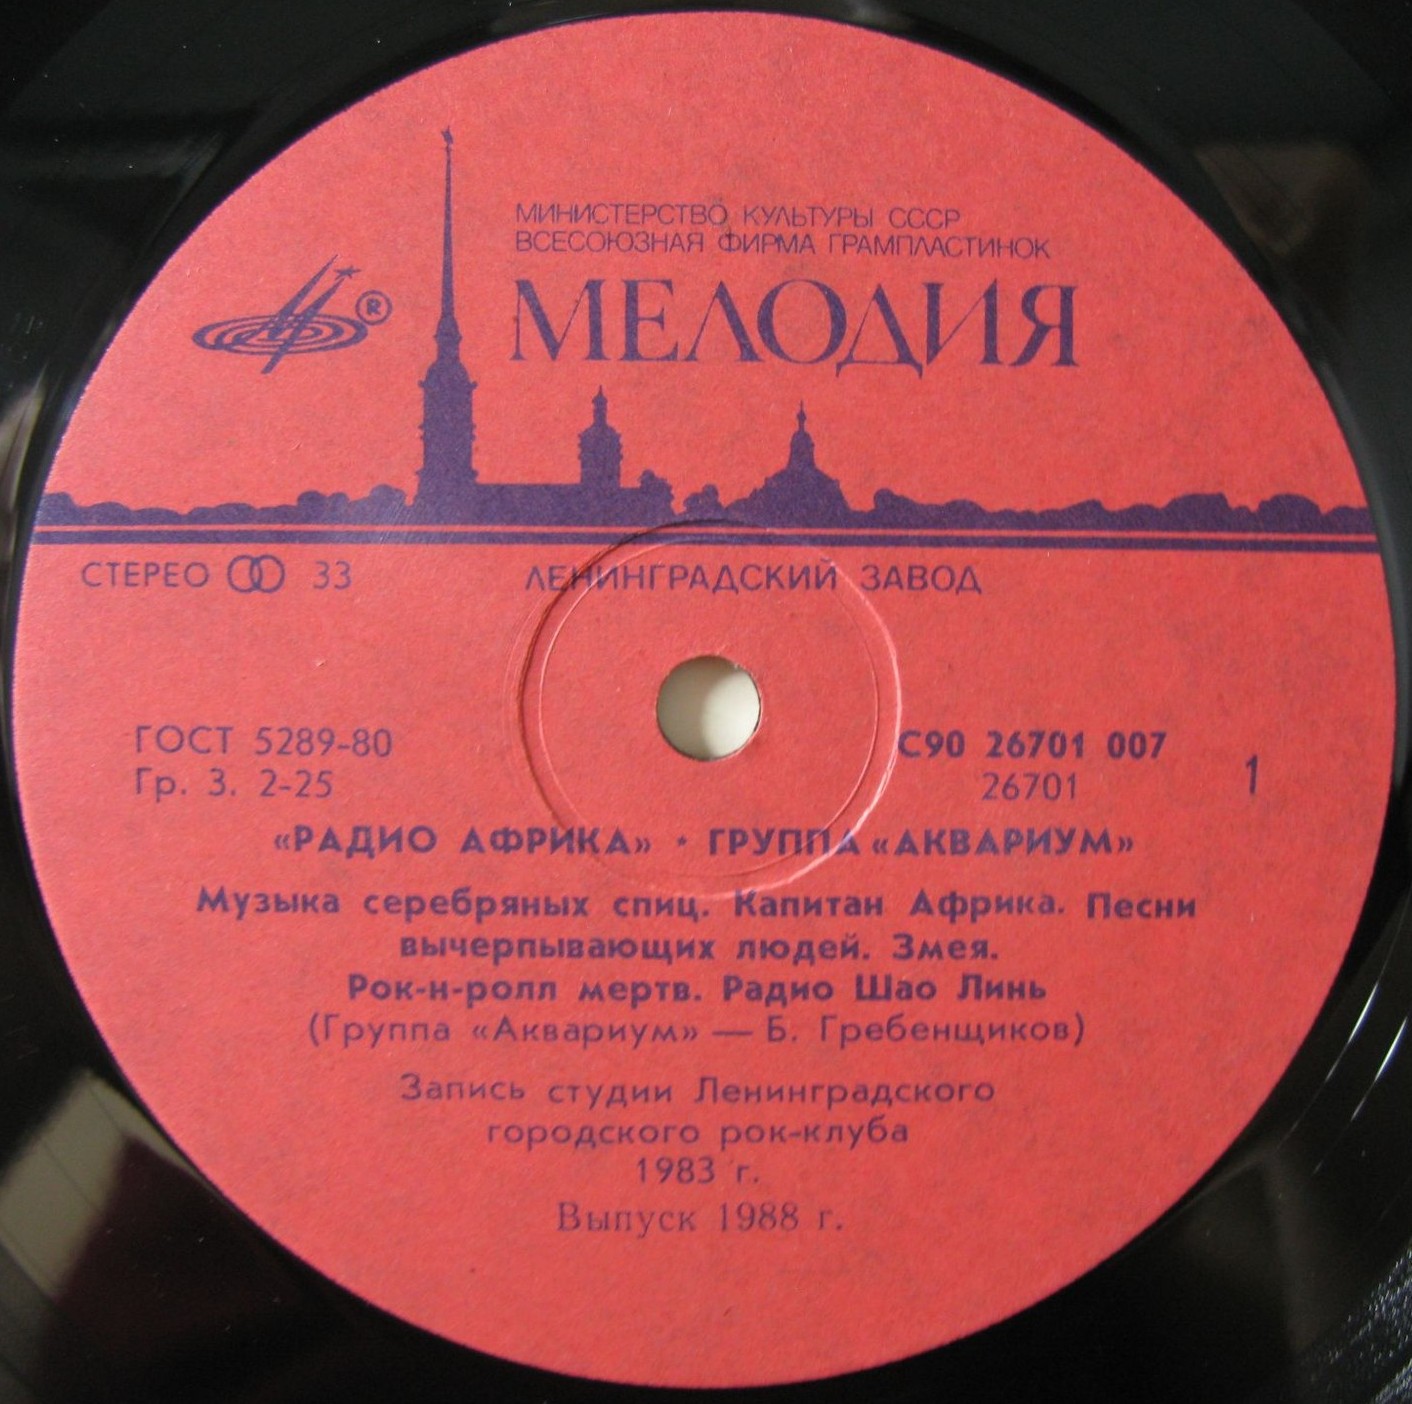 МИНИСТЕРСТВО КУЛЬТУРЫ СССР
ВСЕСОЮЗНАЯ ФИРМА ГРАМПЛАСТИНОК
МЕЛОДИЯ
®
СТЕРЕО 33 ЛЕНИНГРАДСКИЙ ЗАВОД
ГОСТ 5289-80 С90 26701 007
Гр. 3. 2-25 26701 1
«РАДИО АФРИКА» · ГРУППА «АКВАРИУМ»
Музыка серебряных спиц. Капитан Африка. Песни
вычерпывающих людей. Змея.
Рок-н-ролл мертв. Радио Шао Линь
(Группа «Аквариум» — Б. Гребенщиков)
Запись студии Ленинградского
городского рок-клуба
1983 г.
Выпуск 1988 г.